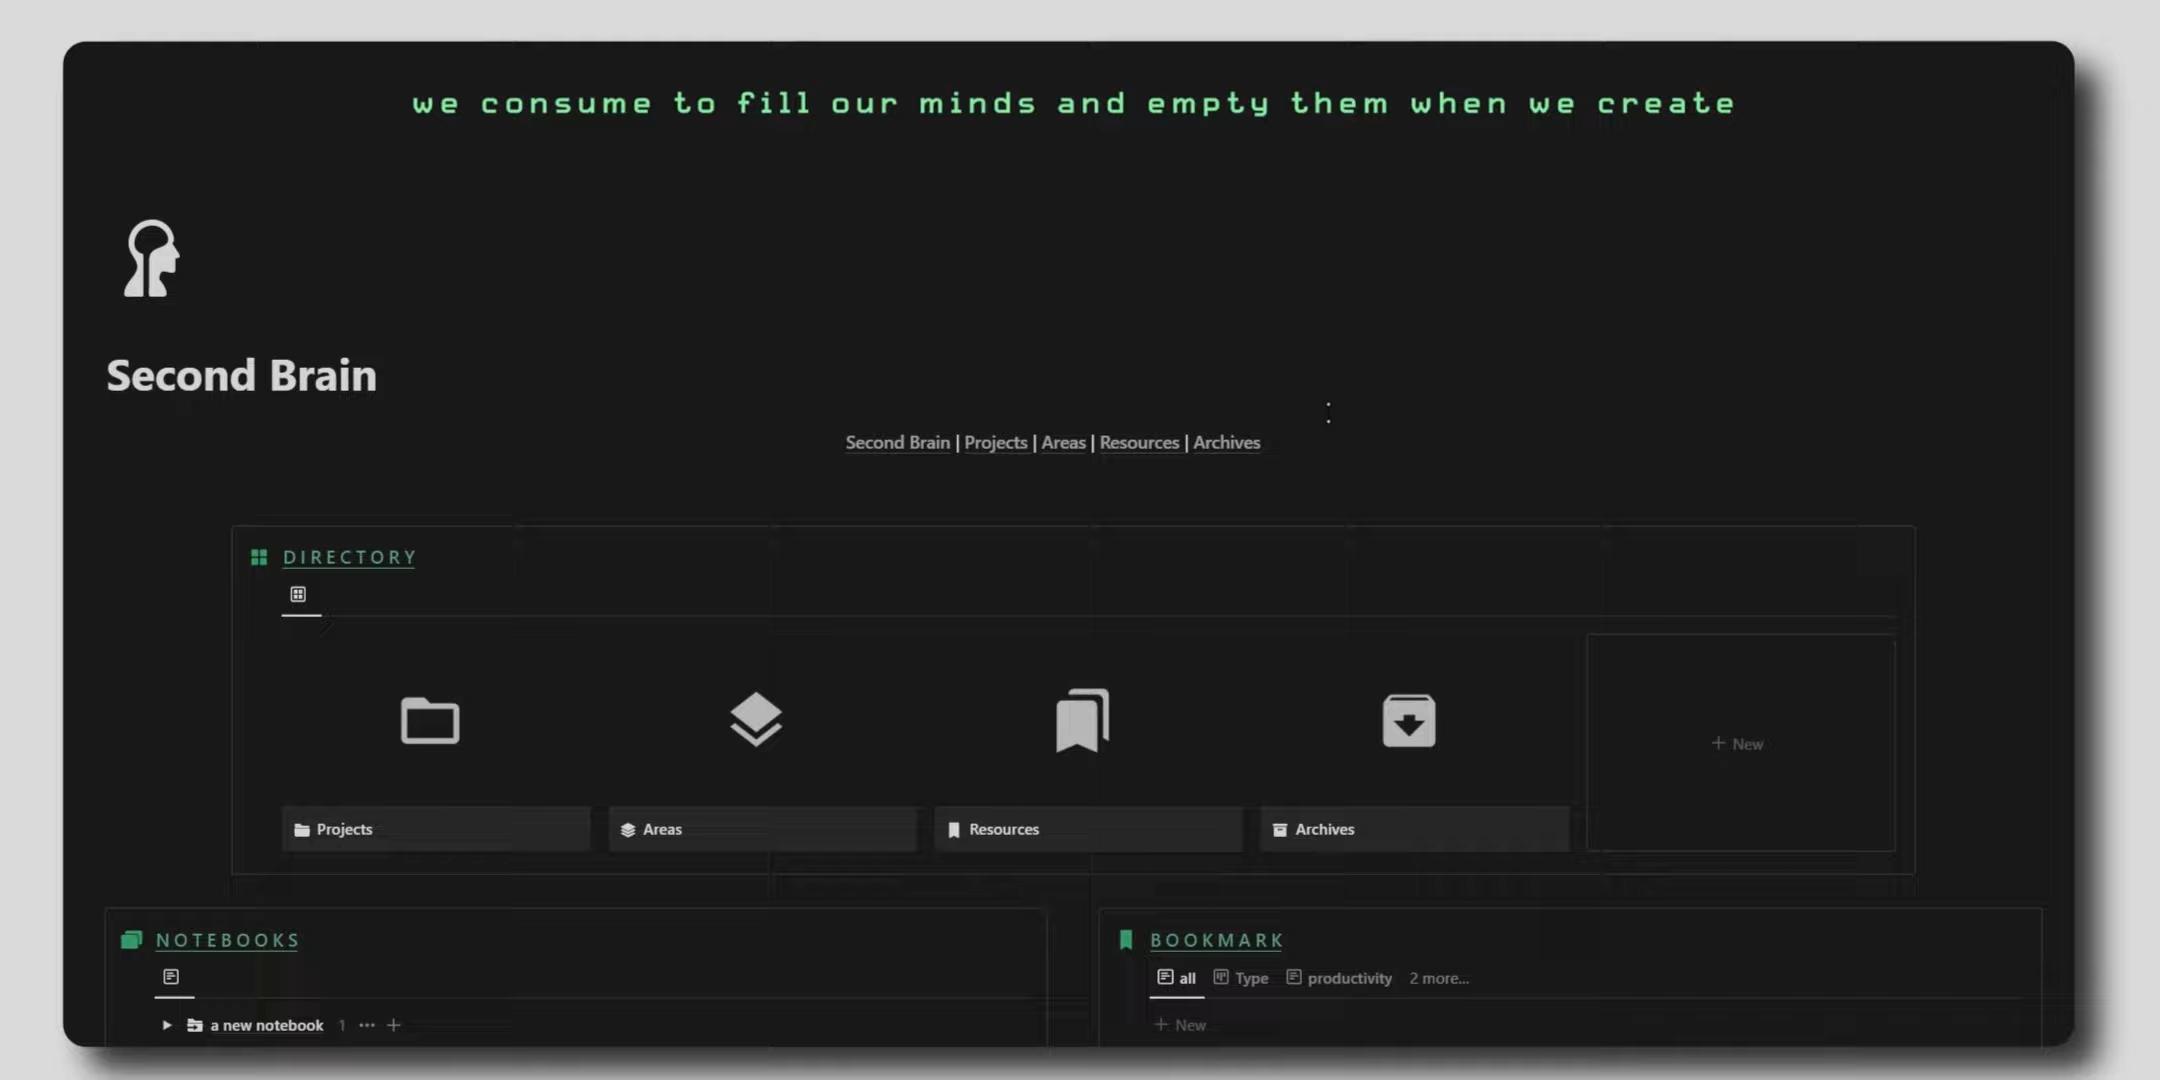 we consume to fill our minds and empty them when we create
Second Brain
Second Brain | Projects | Areas | Resources | Archives
DIRECTORY
+ New
Projects
Areas
Resources
Archives
NOTEBOOKS
a new notebook 1 ... +
BOOKMARK
all Type productivity 2 more...
+ New